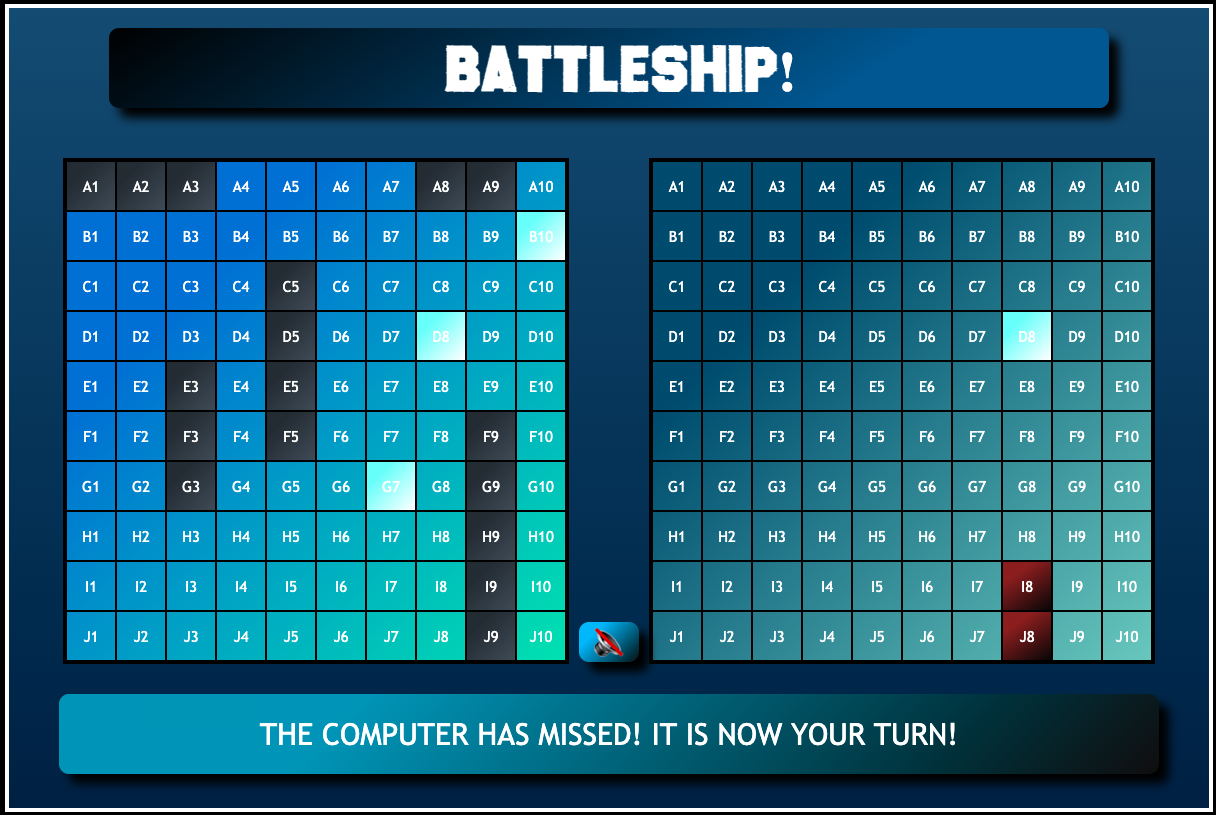 BATTLESHIP!
A1 A2 A3 A4 A5 A6 A7 A8 A9 A10 A1 A2 A3 A4 A5 A6 A7 A8 A9 A10
B1 B2 B3 B4 B5 B6 B7 B8 B9 B10 B1 B2 B3 B4 B5 B6 B7 B8 B9 B10
C1 C2 C3 C4 C5 C6 C7 C8 C9 C10 C1 C2 C3 C4 C5 C6 C7 C8 C9 C10
D1 D2 D3 D4 D5 D6 D7 D8 D9 D10 D1 D2 D3 D4 D5 D6 D7 D8 D9 D10
E1 E2 E3 E4 E5 E6 E7 E8 E9 E10 E1 E2 E3 E4 E5 E6 E7 E8 E9 E10
F1 F2 F3 F4 F5 F6 F7 F8 F9 F10 F1 F2 F3 F4 F5 F6 F7 F8 F9 F10
G1 G2 G3 G4 G5 G6 G7 G8 G9 G10 G1 G2 G3 G4 G5 G6 G7 G8 G9 G10
H1 H2 H3 H4 H5 H6 H7 H8 H9 H10 H1 H2 H3 H4 H5 H6 H7 H8 H9 H10
I1 I2 I3 I4 I5 I6 I7 I8 I9 I10 I1 I2 I3 I4 I5 I6 I7 I8 I9 I10
J1 J2 J3 J4 J5 J6 J7 J8 J9 J10 J1 J2 J3 J4 J5 J6 J7 J8 J9 J10
THE COMPUTER HAS MISSED! IT IS NOW YOUR TURN!